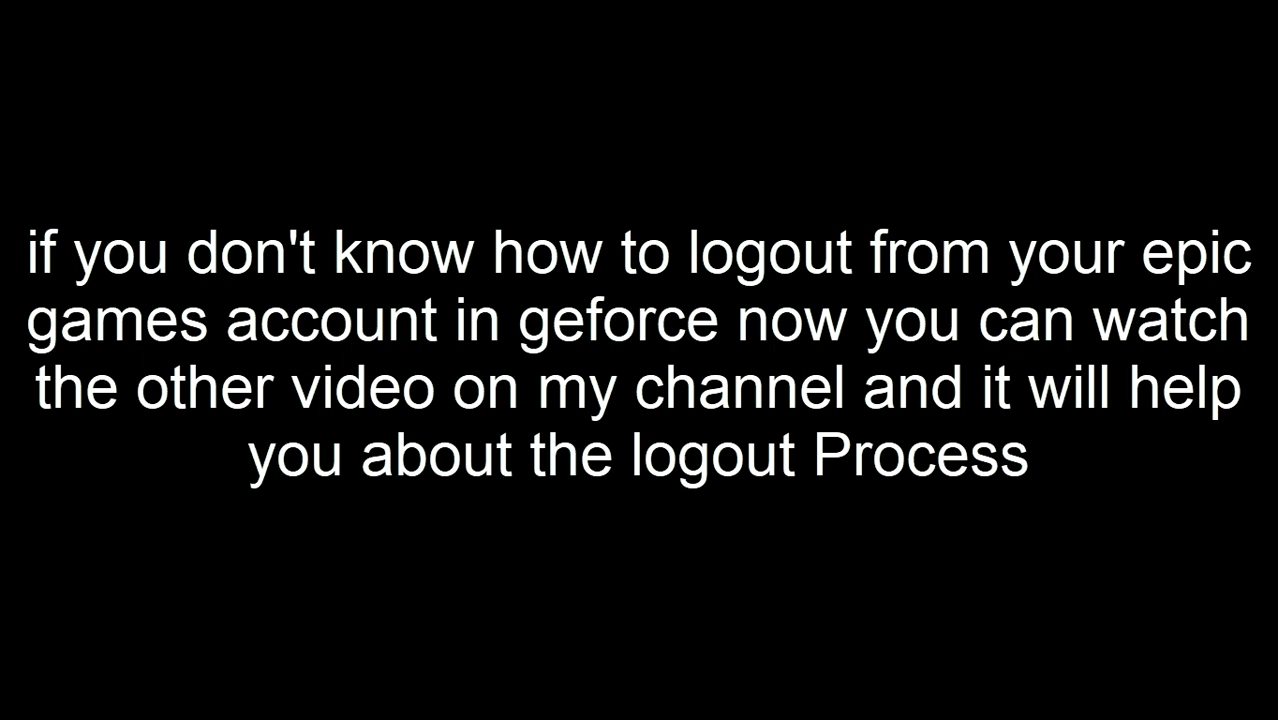 if you don't know how to logout from your epic
games account in geforce now you can watch
the other video on my channel and it will help
you about the logout Process